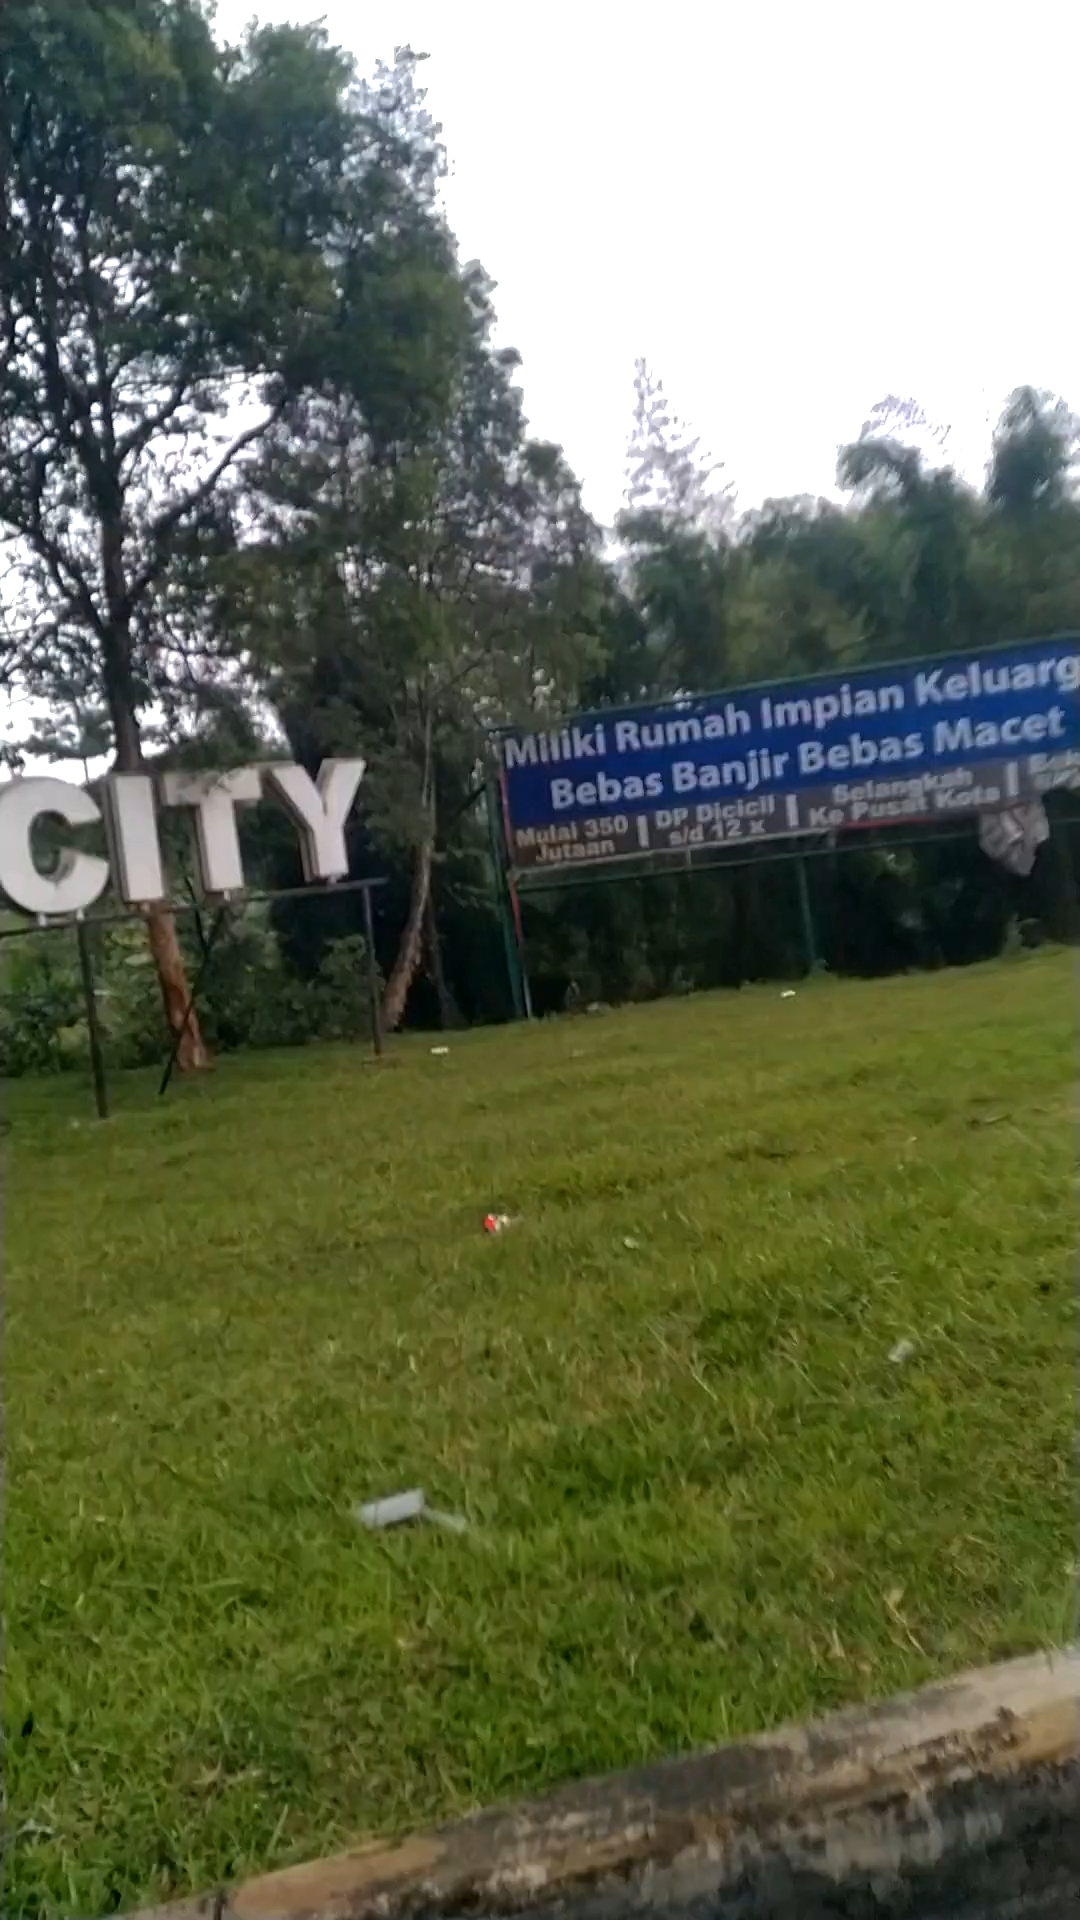 CITY
Miliki Rumah Impian Keluarg
Bebas Banjir Bebas Macet
Mulai 350
Jutaan
DP Dicicil
s/d 12 x
Selangkah
Ke Pusat Kota